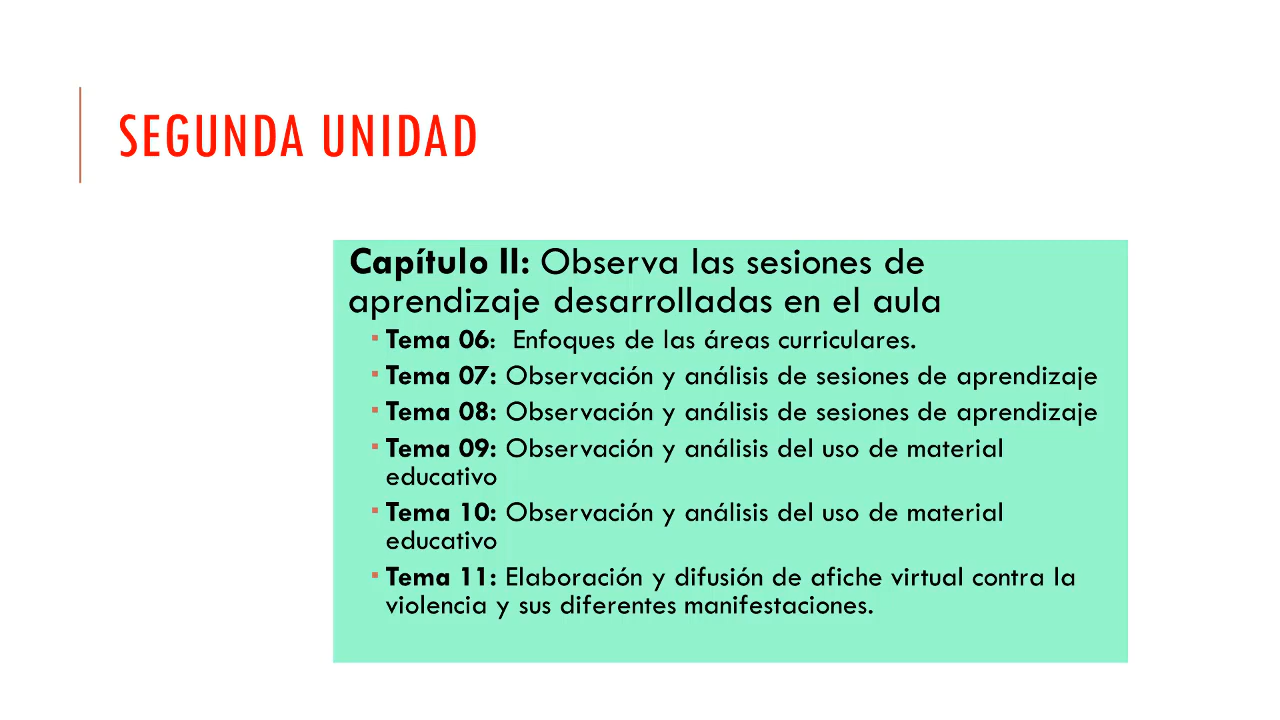 SEGUNDA UNIDAD
Capítulo II: Observa las sesiones de
aprendizaje desarrolladas en el aula
Tema 06:  Enfoques de las áreas curriculares.
Tema 07: Observación y análisis de sesiones de aprendizaje
Tema 08: Observación y análisis de sesiones de aprendizaje
Tema 09: Observación y análisis del uso de material
educativo
Tema 10: Observación y análisis del uso de material
educativo
Tema 11: Elaboración y difusión de afiche virtual contra la
violencia y sus diferentes manifestaciones.